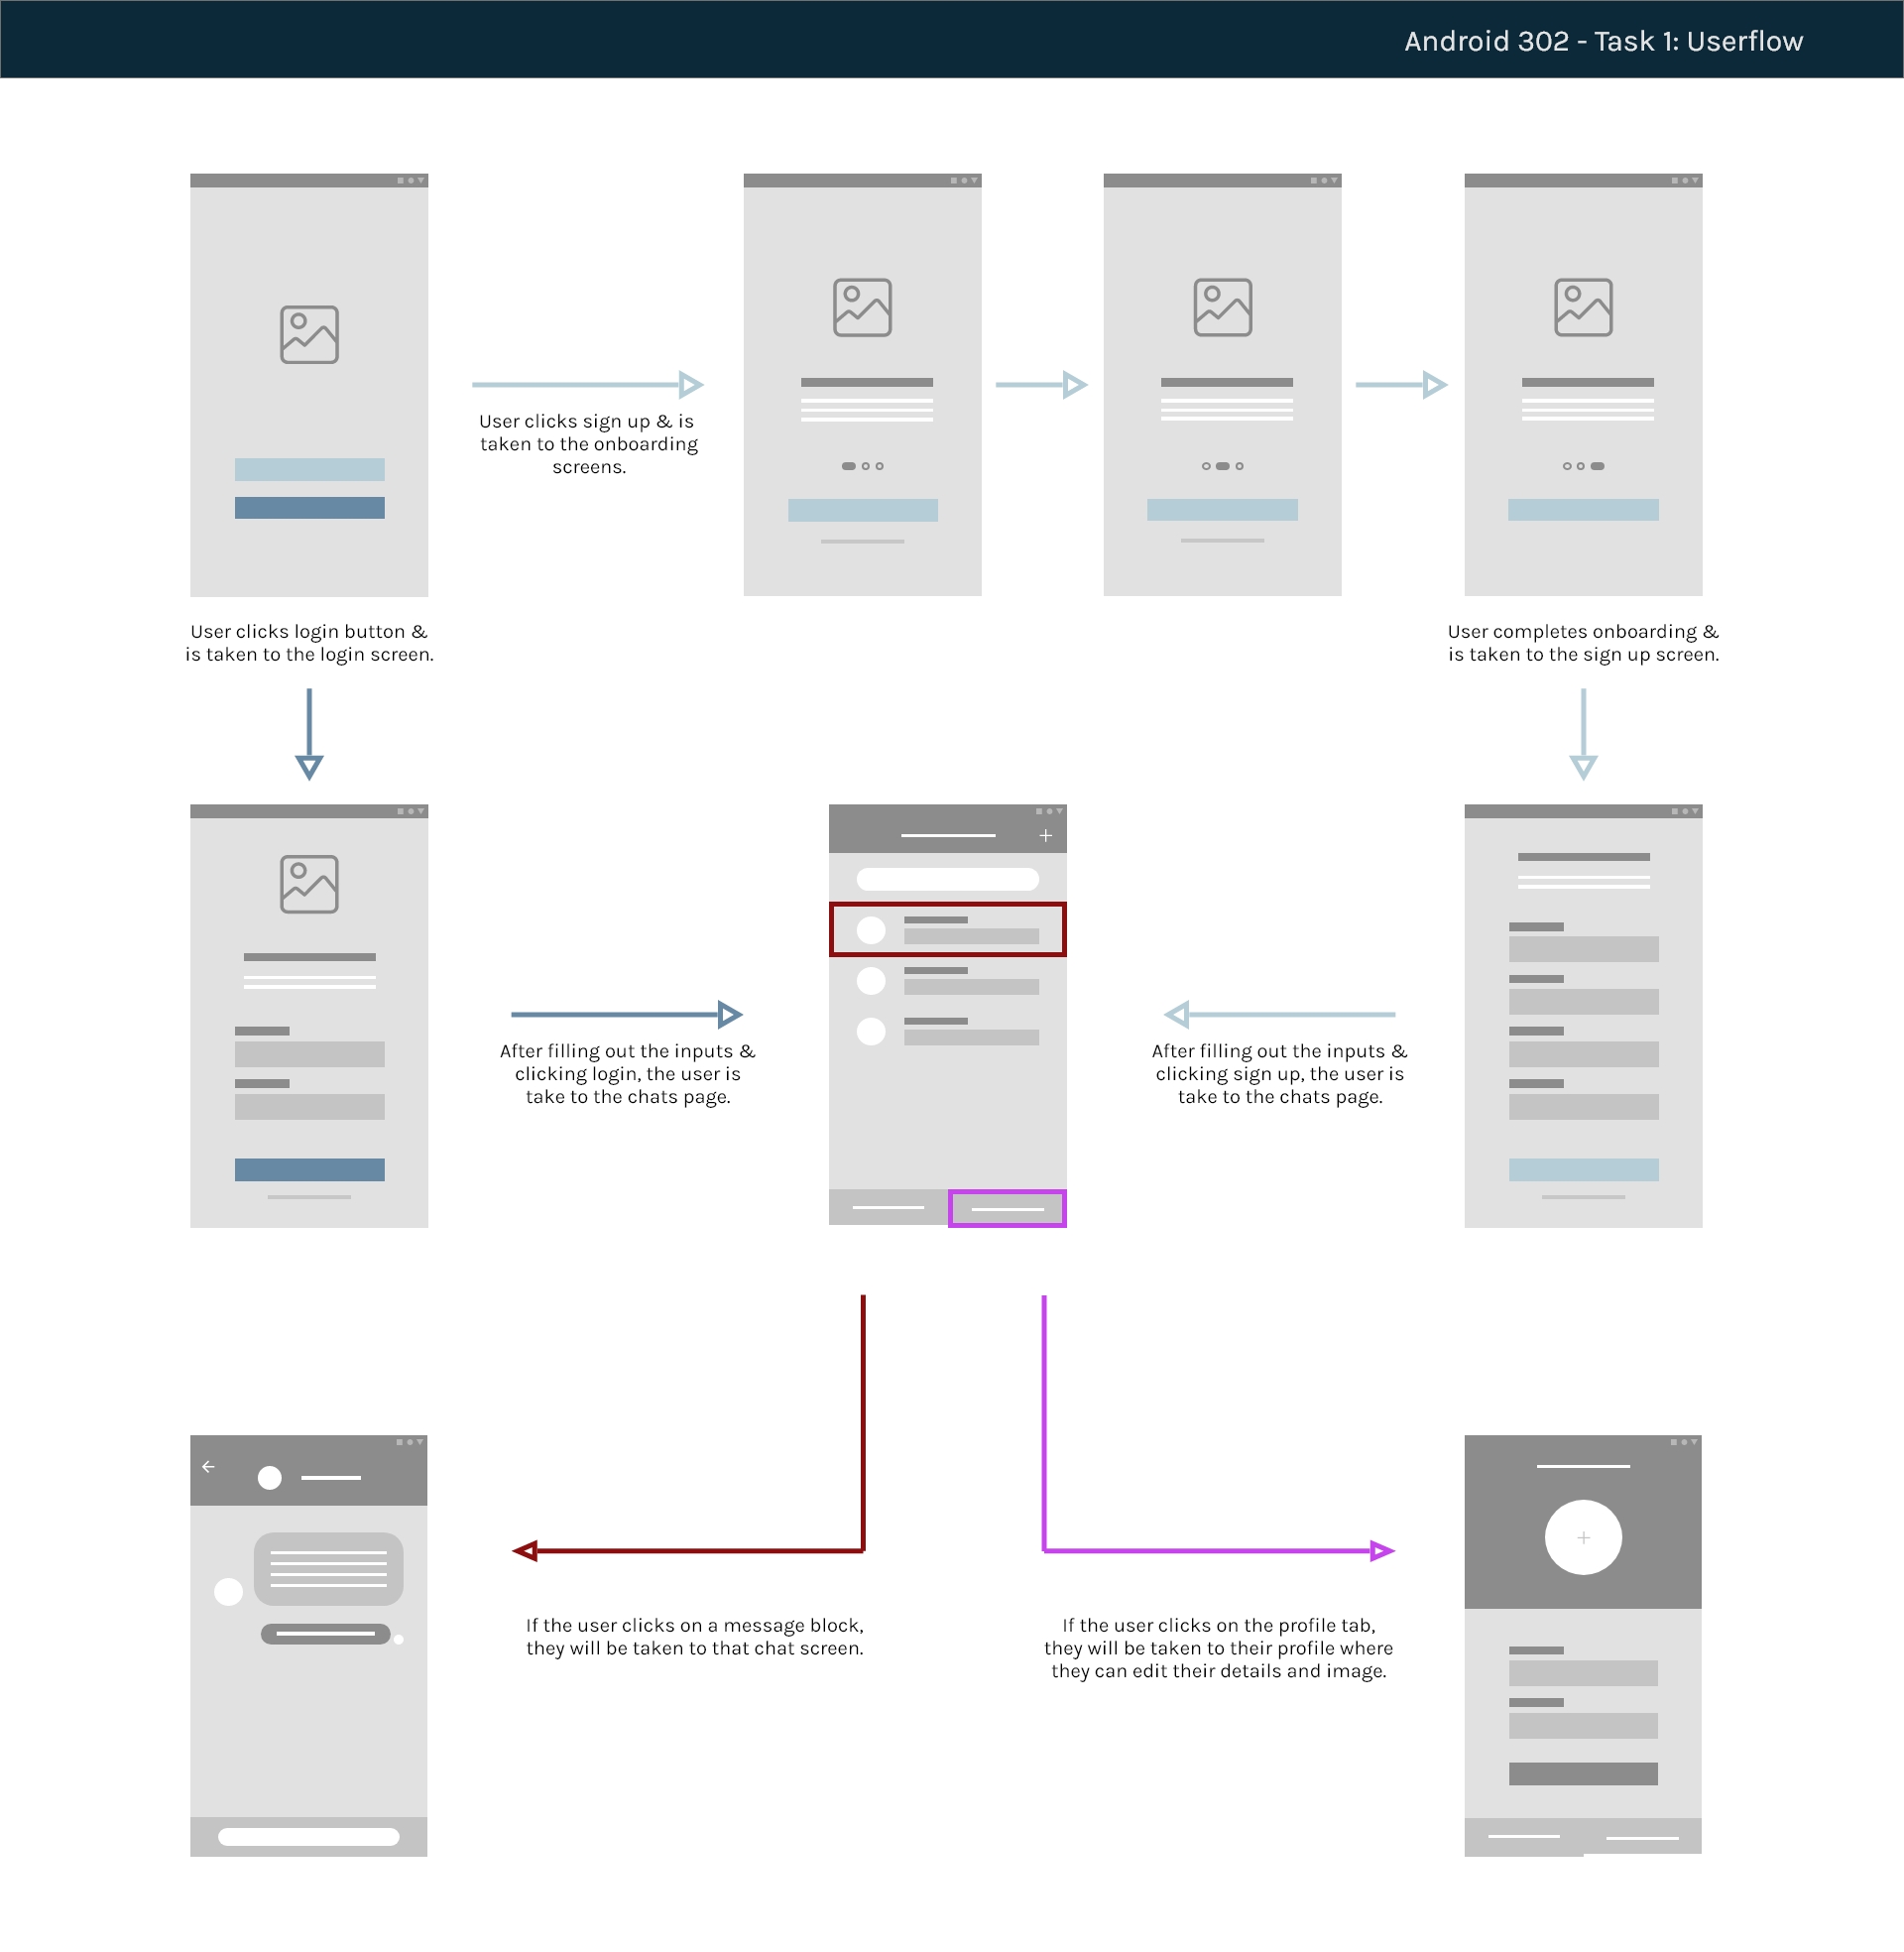 Android 302 - Task 1: Userflow
User clicks sign up & is
taken to the onboarding
screens.
User clicks login button &
is taken to the login screen.
User completes onboarding &
is taken to the sign up screen.
After filling out the inputs &
clicking login, the user is
take to the chats page.
After filling out the inputs &
clicking sign up, the user is
take to the chats page.
If the user clicks on a message block,
they will be taken to that chat screen.
If the user clicks on the profile tab,
they will be taken to their profile where
they can edit their details and image.